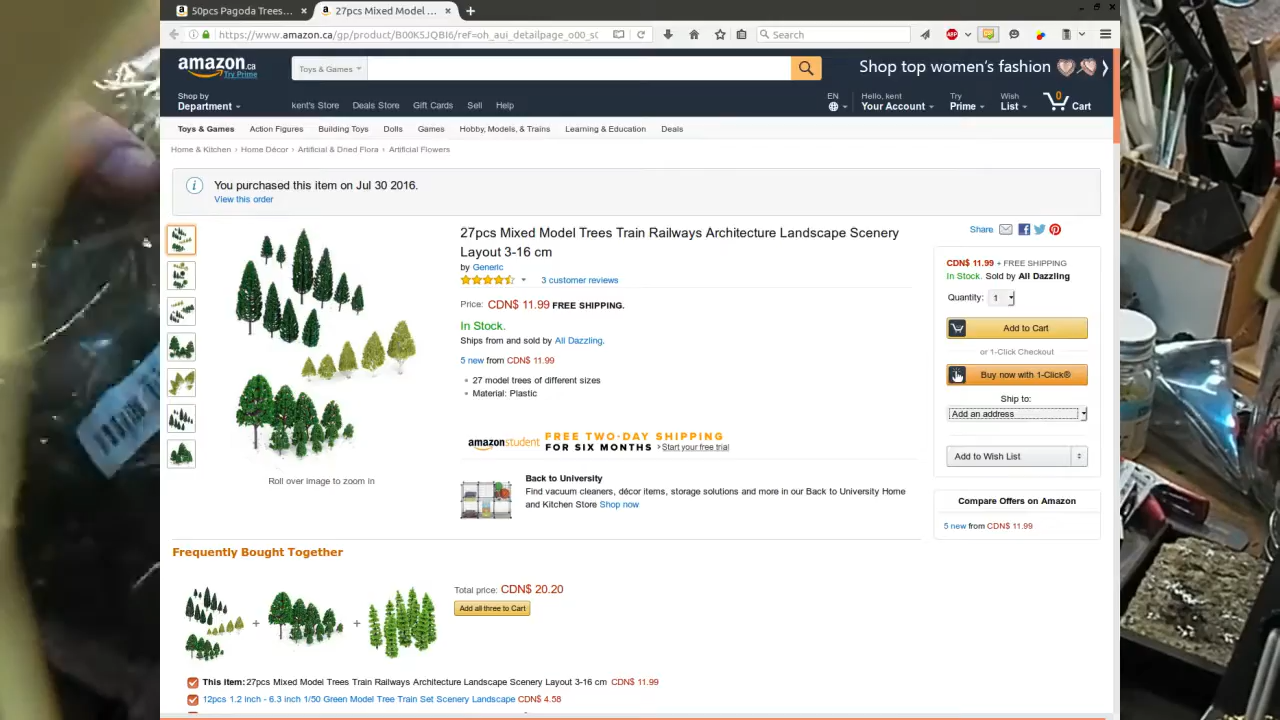 50pcs Pagoda Trees...
27pcs Mixed Model ...
https://www.amazon.ca/gp/product/B00K5JQBI6/ref=oh_aui_detailpage_o00_s0
Search
amazon.ca
Try Prime
Toys & Games
Shop top women's fashion
Shop by
Department
kent's Store
Deals Store
Gift Cards
Sell
Help
EN
Hello, kent
Your Account
Try
Prime
Wish
List
0
Cart
Toys & Games
Action Figures
Building Toys
Dolls
Games
Hobby, Models, & Trains
Learning & Education
Deals
Home & Kitchen › Home Décor › Artificial & Dried Flora › Artificial Flowers
You purchased this item on Jul 30 2016.
View this order
27pcs Mixed Model Trees Train Railways Architecture Landscape Scenery
Layout 3-16 cm
by Generic
3 customer reviews
Price: CDN$ 11.99 FREE SHIPPING.
In Stock.
Ships from and sold by All Dazzling.
5 new from CDN$ 11.99
27 model trees of different sizes
Material: Plastic
amazonstudent
FREE TWO-DAY SHIPPING
FOR SIX MONTHS
›Start your free trial
Roll over image to zoom in
Back to University
Find vacuum cleaners, décor items, storage solutions and more in our Back to University Home
and Kitchen Store Shop now
Share
CDN$ 11.99 + FREE SHIPPING
In Stock. Sold by All Dazzling
Quantity: 1
Add to Cart
or 1-Click Checkout
Buy now with 1-Click®
Ship to:
Add an address
Add to Wish List
Compare Offers on Amazon
5 new from CDN$ 11.99
Frequently Bought Together
Total price: CDN$ 20.20
Add all three to Cart
This item: 27pcs Mixed Model Trees Train Railways Architecture Landscape Scenery Layout 3-16 cm CDN$ 11.99
12pcs 1.2 inch - 6.3 inch 1/50 Green Model Tree Train Set Scenery Landscape CDN$ 4.58